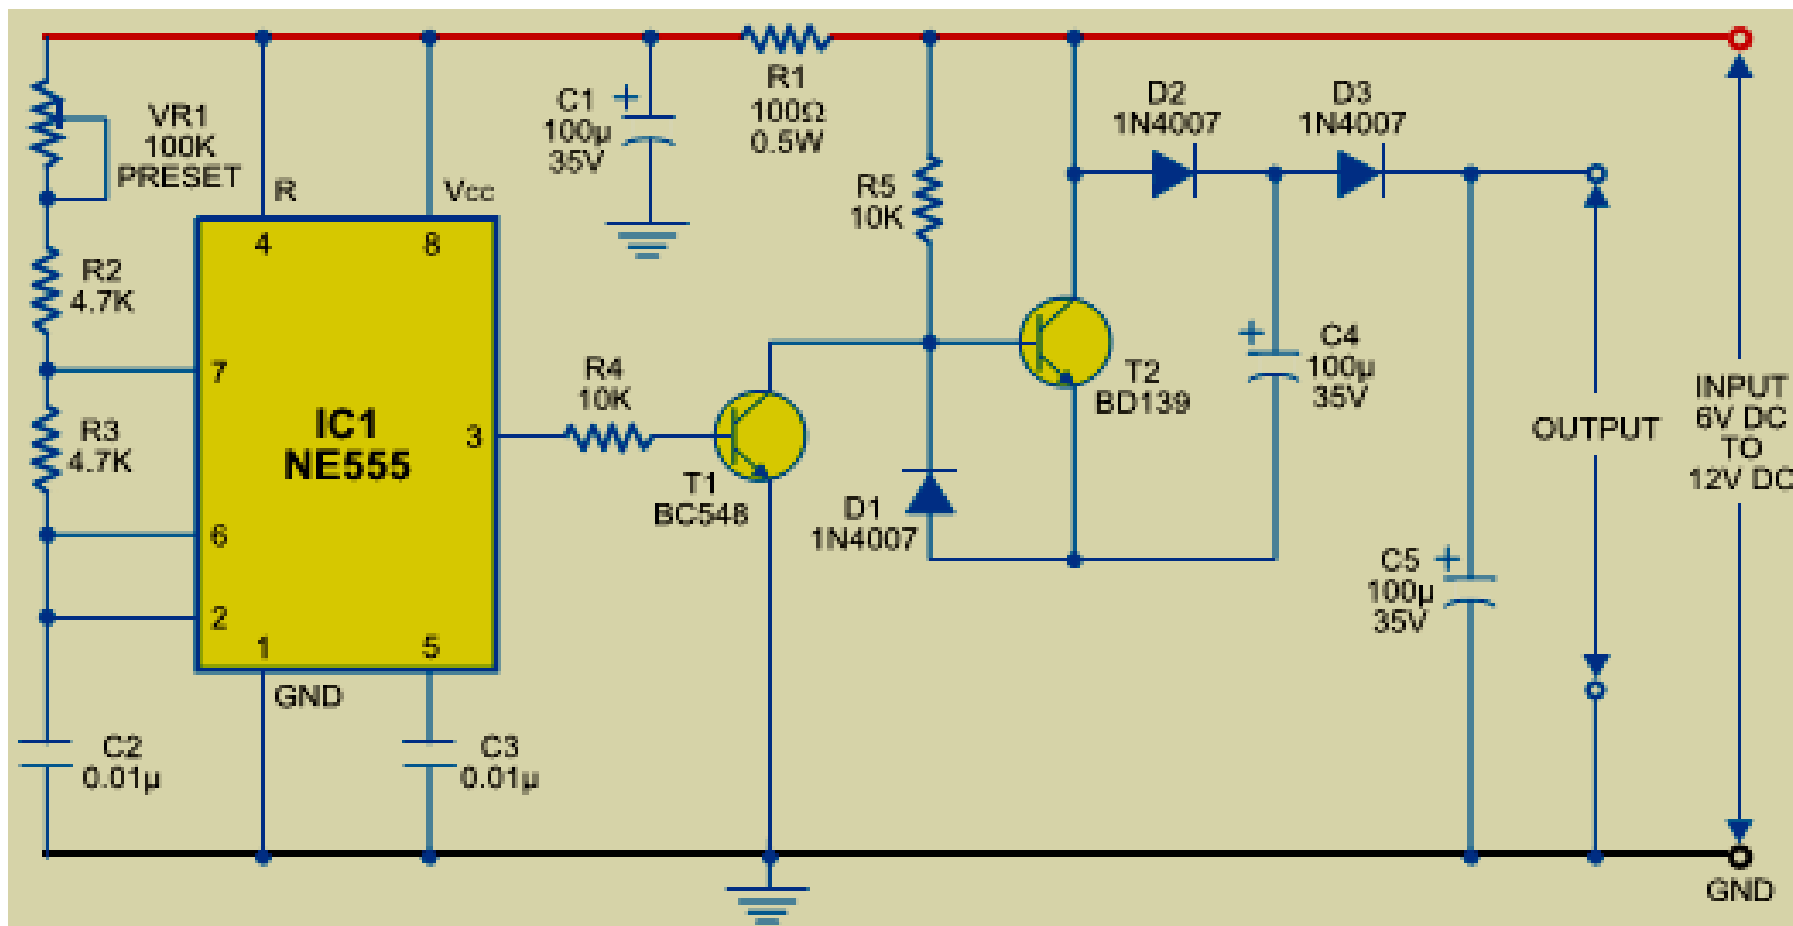 VR1
100K
PRESET
R
Vcc
C1
+
100µ
35V
R1
100Ω
0.5W
R5
10K
D2
1N4007
D3
1N4007
4
8
R2
4.7K
7
R3
4.7K
IC1
NE555
3
6
2
1
5
GND
R4
10K
T1
BC548
D1
1N4007
T2
BD139
+
C4
100µ
35V
C5
+
100µ
35V
OUTPUT
INPUT
6V DC
TO
12V DC
C2
0.01µ
C3
0.01µ
GND